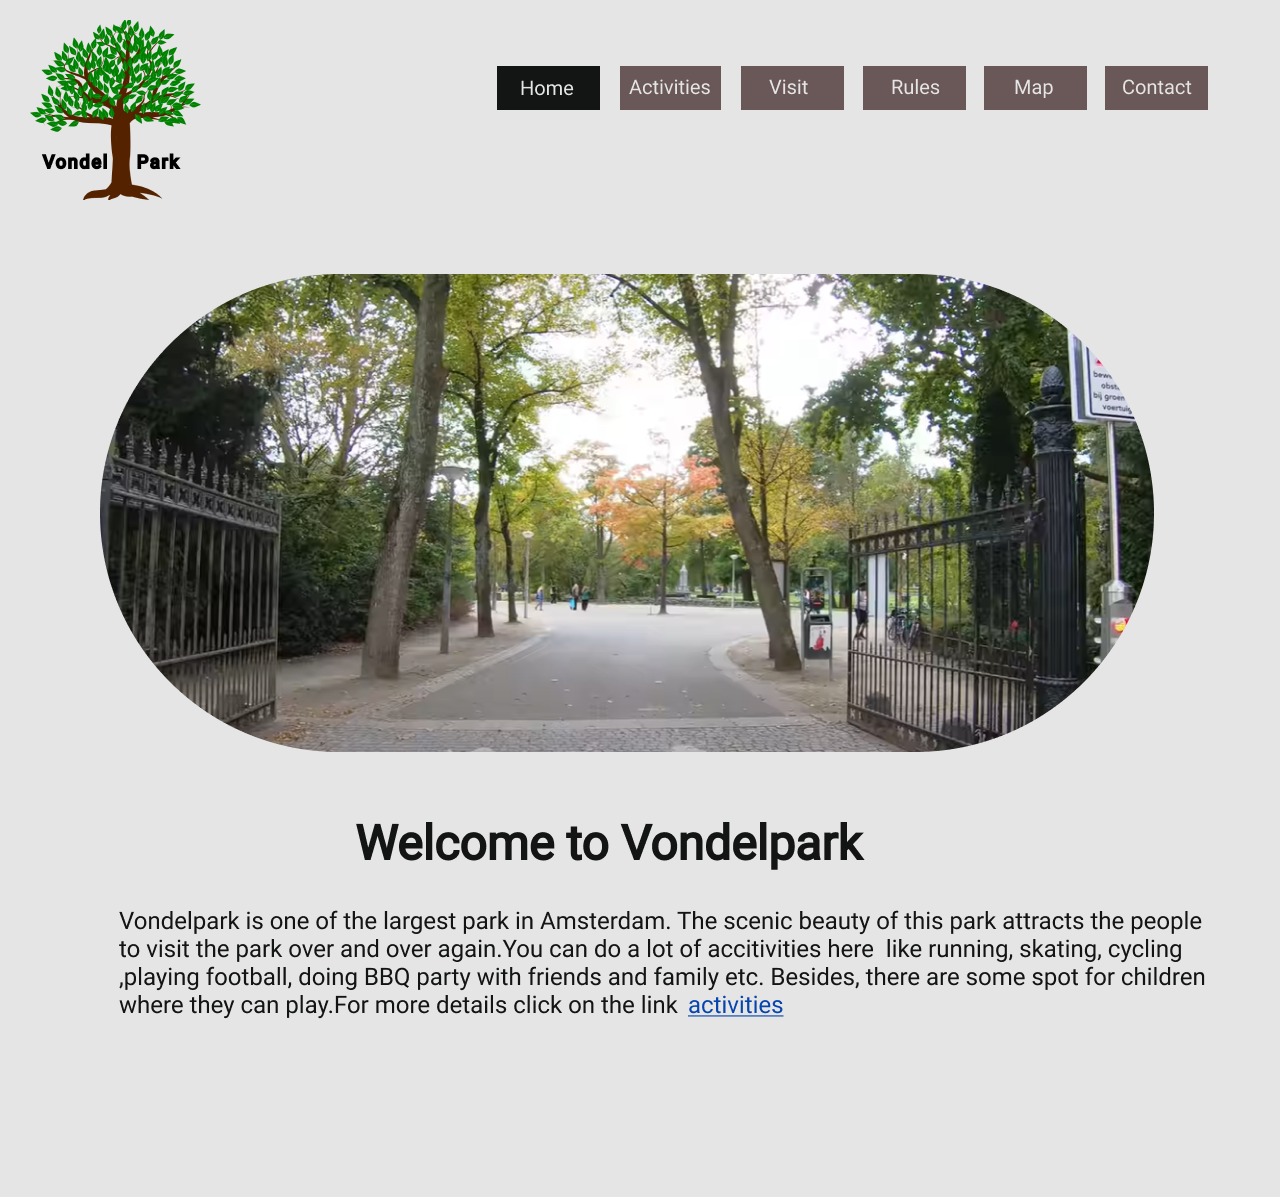 Vondel Park
Home Activities Visit Rules Map Contact
bij groen
Welcome to Vondelpark
Vondelpark is one of the largest park in Amsterdam. The scenic beauty of this park attracts the people
to visit the park over and over again.You can do a lot of accitivities here  like running, skating, cycling
,playing football, doing BBQ party with friends and family etc. Besides, there are some spot for children
where they can play.For more details click on the link  activities